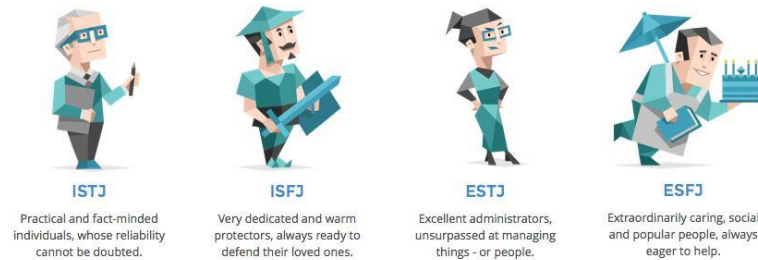 ISTJ
Practical and fact-minded
individuals, whose reliability
cannot be doubted.
ISFJ
Very dedicated and warm
protectors, always ready to
defend their loved ones.
ESTJ
Excellent administrators,
unsurpassed at managing
things - or people.
ESFJ
Extraordinarily caring, social
and popular people, always
eager to help.